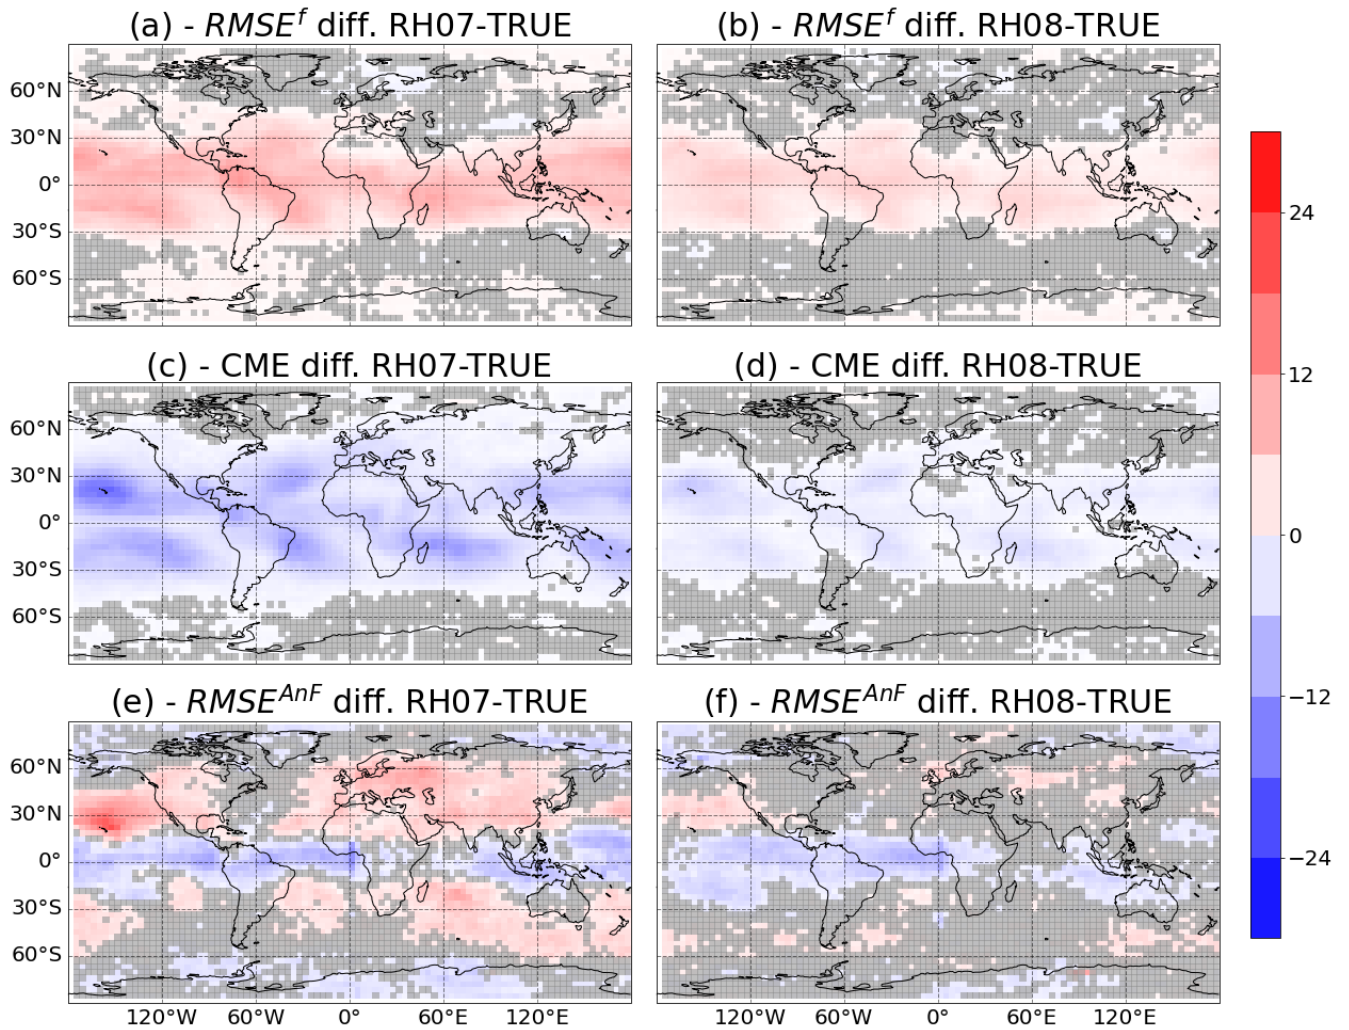 (a) - RMSE^f diff. RH07-TRUE
(b) - RMSE^f diff. RH08-TRUE
60°N
30°N
0°
30°S
60°S
(c) - CME diff. RH07-TRUE
(d) - CME diff. RH08-TRUE
60°N
30°N
0°
30°S
60°S
(e) - RMSE^AnF diff. RH07-TRUE
(f) - RMSE^AnF diff. RH08-TRUE
60°N
30°N
0°
30°S
60°S
120°W 60°W 0° 60°E 120°E
120°W 60°W 0° 60°E 120°E
24
12
0
−12
−24